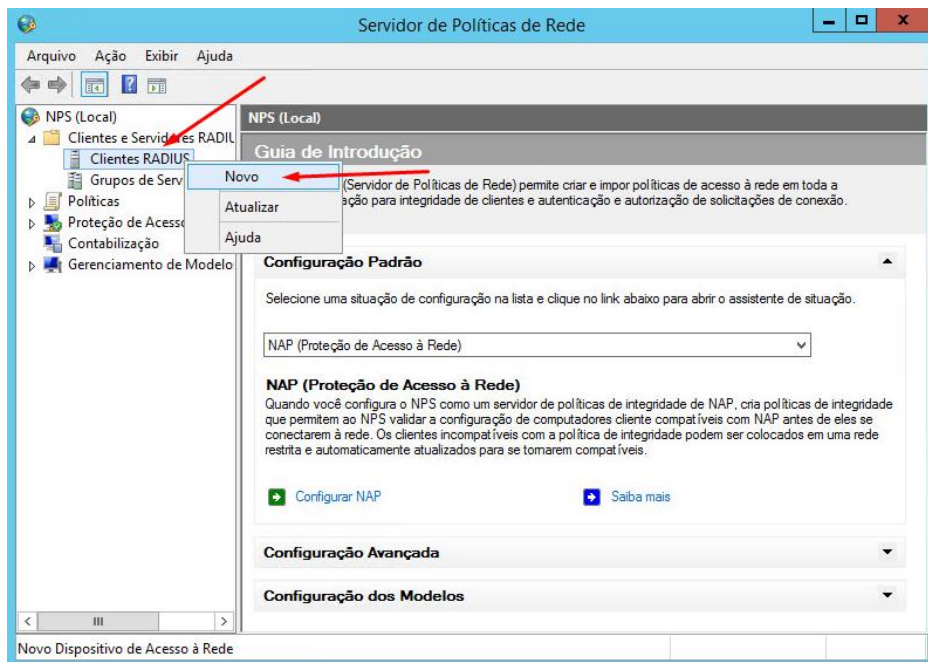 Servidor de Políticas de Rede
Arquivo Ação Exibir Ajuda
NPS (Local)
Clientes e Servidores RADIU
Clientes RADIUS
Grupos de Serv
Políticas
Proteção de Acesso
Contabilização
Gerenciamento de Modelo
Novo
Atualizar
Ajuda
NPS (Local)
Guia de Introdução
(Servidor de Políticas de Rede) permite criar e impor políticas de acesso à rede em toda a
ação para integridade de clientes e autenticação e autorização de solicitações de conexão.
Configuração Padrão
Selecione uma situação de configuração na lista e clique no link abaixo para abrir o assistente de situação.
NAP (Proteção de Acesso à Rede)
NAP (Proteção de Acesso à Rede)
Quando você configura o NPS como um servidor de políticas de integridade de NAP, cria políticas de integridade
que permitem ao NPS validar a configuração de computadores cliente compatíveis com NAP antes de eles se
conectarem à rede. Os clientes incompatíveis com a política de integridade podem ser colocados em uma rede
restrita e automaticamente atualizados para se tornarem compatíveis.
Configurar NAP
Saiba mais
Configuração Avançada
Configuração dos Modelos
Novo Dispositivo de Acesso à Rede